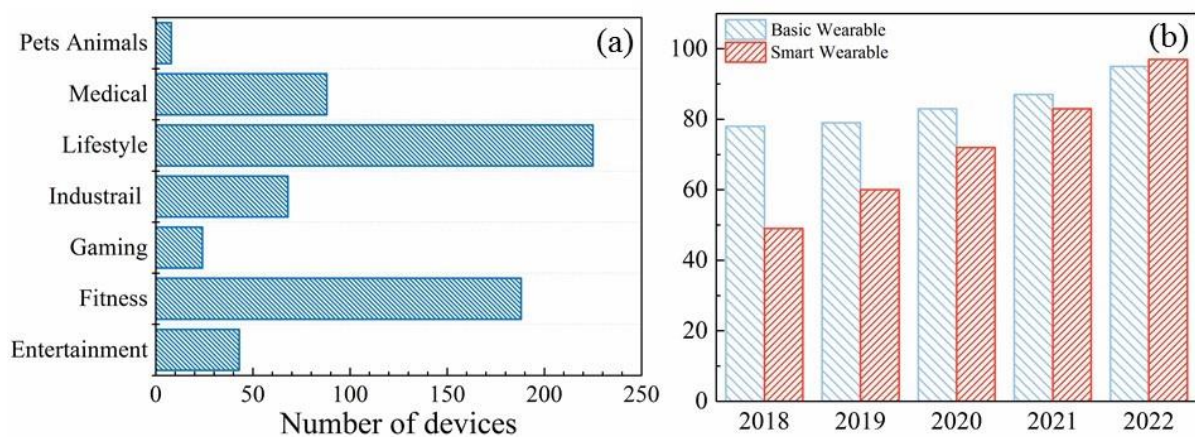 Pets Animals
Medical
Lifestyle
Industrail
Gaming
Fitness
Entertainment
0 50 100 150 200 250
Number of devices
(a)
100
80
60
40
20
0
Basic Wearable
Smart Wearable
(b)
2018 2019 2020 2021 2022